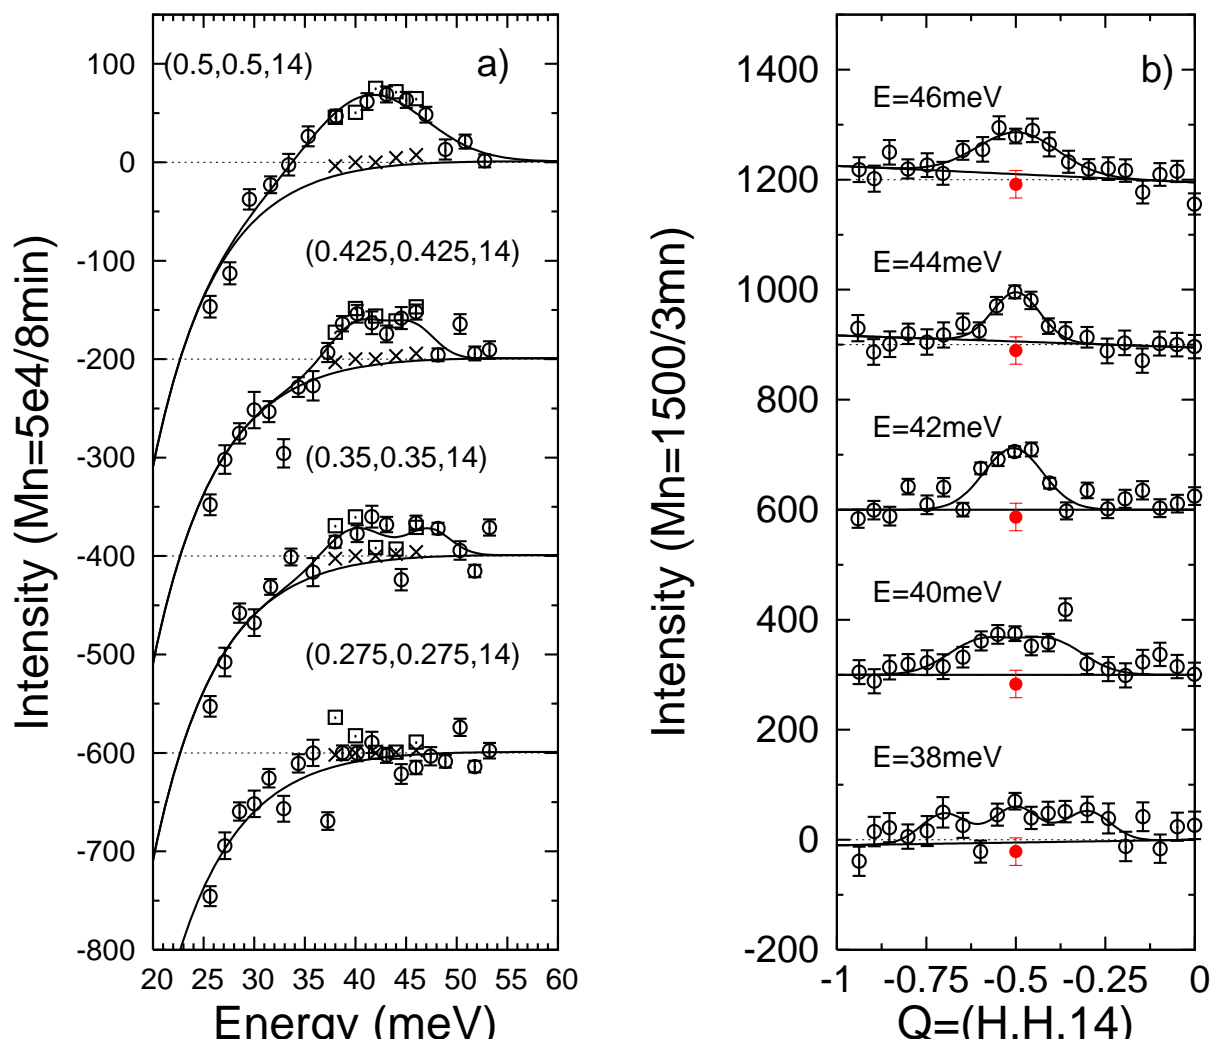 a)
(0.5,0.5,14)
(0.425,0.425,14)
(0.35,0.35,14)
(0.275,0.275,14)
100
0
-100
-200
-300
-400
-500
-600
-700
-800
20 25 30 35 40 45 50 55 60
Energy (meV)
Intensity (Mn=5e4/8min)
b)
E=46meV
E=44meV
E=42meV
E=40meV
E=38meV
1400
1200
1000
800
600
400
200
0
-200
-1 -0.75 -0.5 -0.25 0
Q=(H,H,14)
Intensity (Mn=1500/3mn)